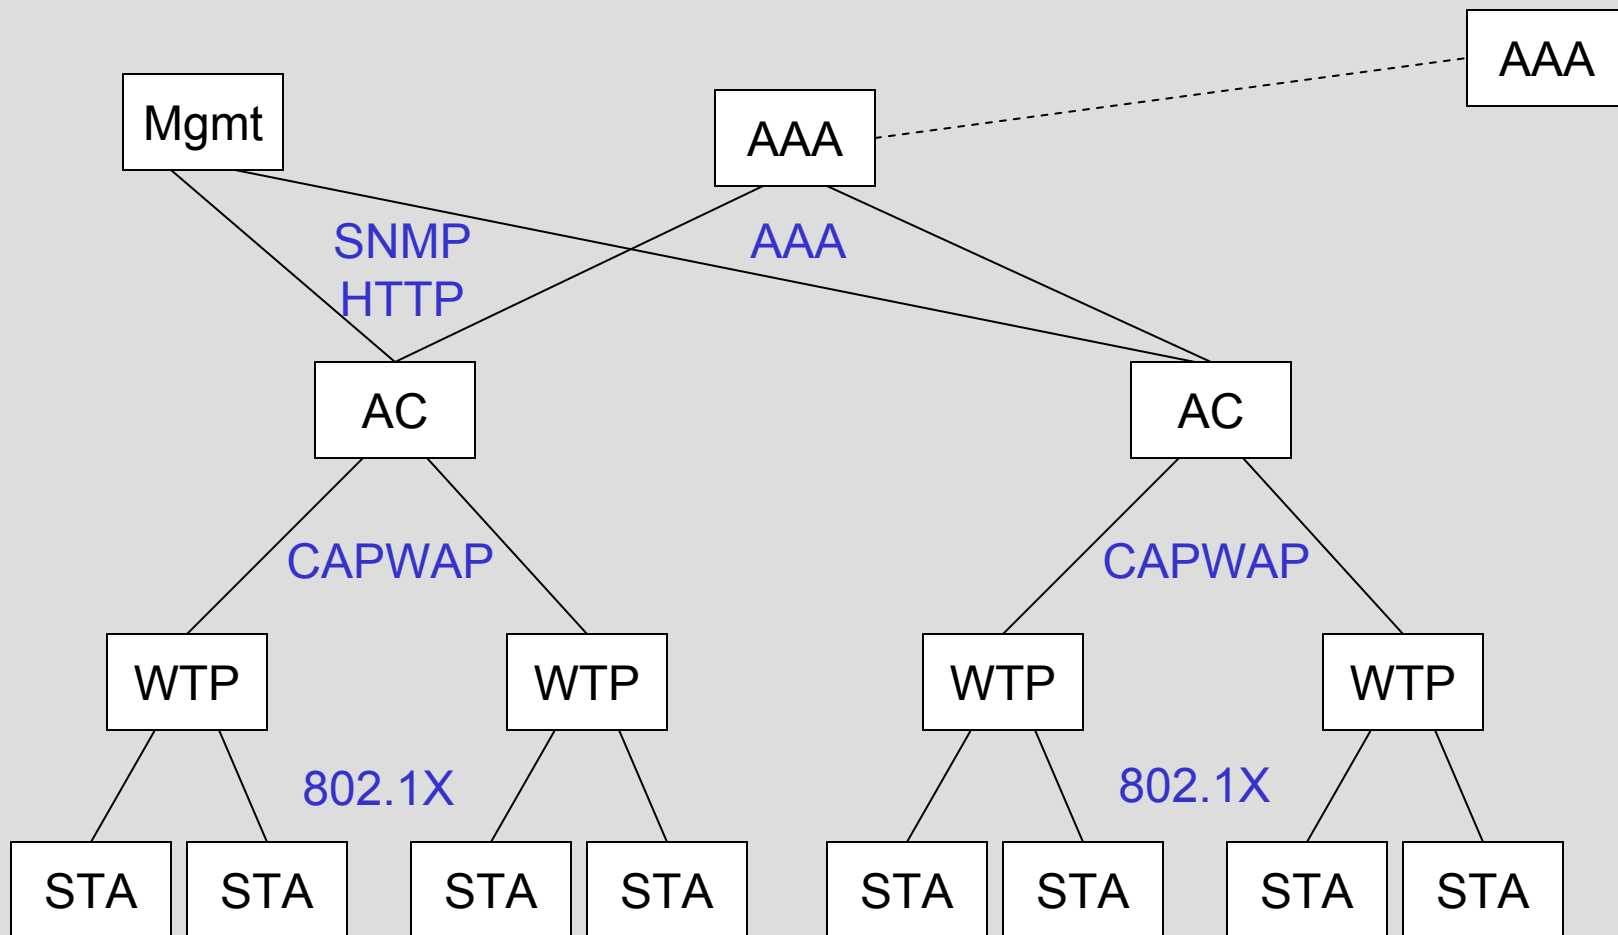 AAA
Mgmt
AAA
SNMP
HTTP
AAA
AC
AC
CAPWAP
CAPWAP
WTP
WTP
WTP
WTP
802.1X
802.1X
STA
STA
STA
STA
STA
STA
STA
STA